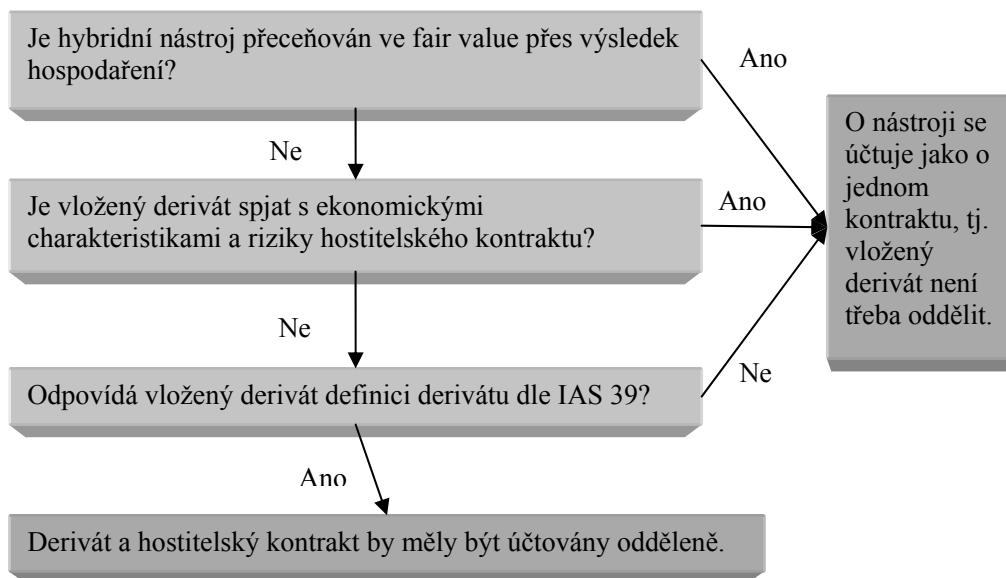 Je hybridní nástroj přeceňován ve fair value přes výsledek
hospodaření?
Ano
O nástroji se
účtuje jako o
jednom
kontraktu, tj.
vložený
derivát není
třeba oddělit.
Ne
Je vložený derivát spjat s ekonomickými
charakteristikami a riziky hostitelského kontraktu?
Ano
Ne
Odpovídá vložený derivát definici derivátu dle IAS 39?
Ne
Ano
Derivát a hostitelský kontrakt by měly být účtovány odděleně.